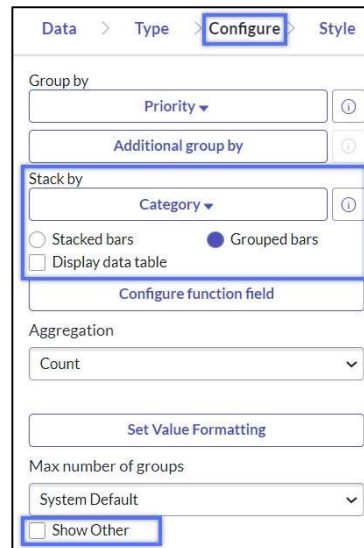 Data > Type > Configure > Style
Group by
Priority
Additional group by
Stack by
Category
Stacked bars Grouped bars
Display data table
Configure function field
Aggregation
Count
Set Value Formatting
Max number of groups
System Default
Show Other